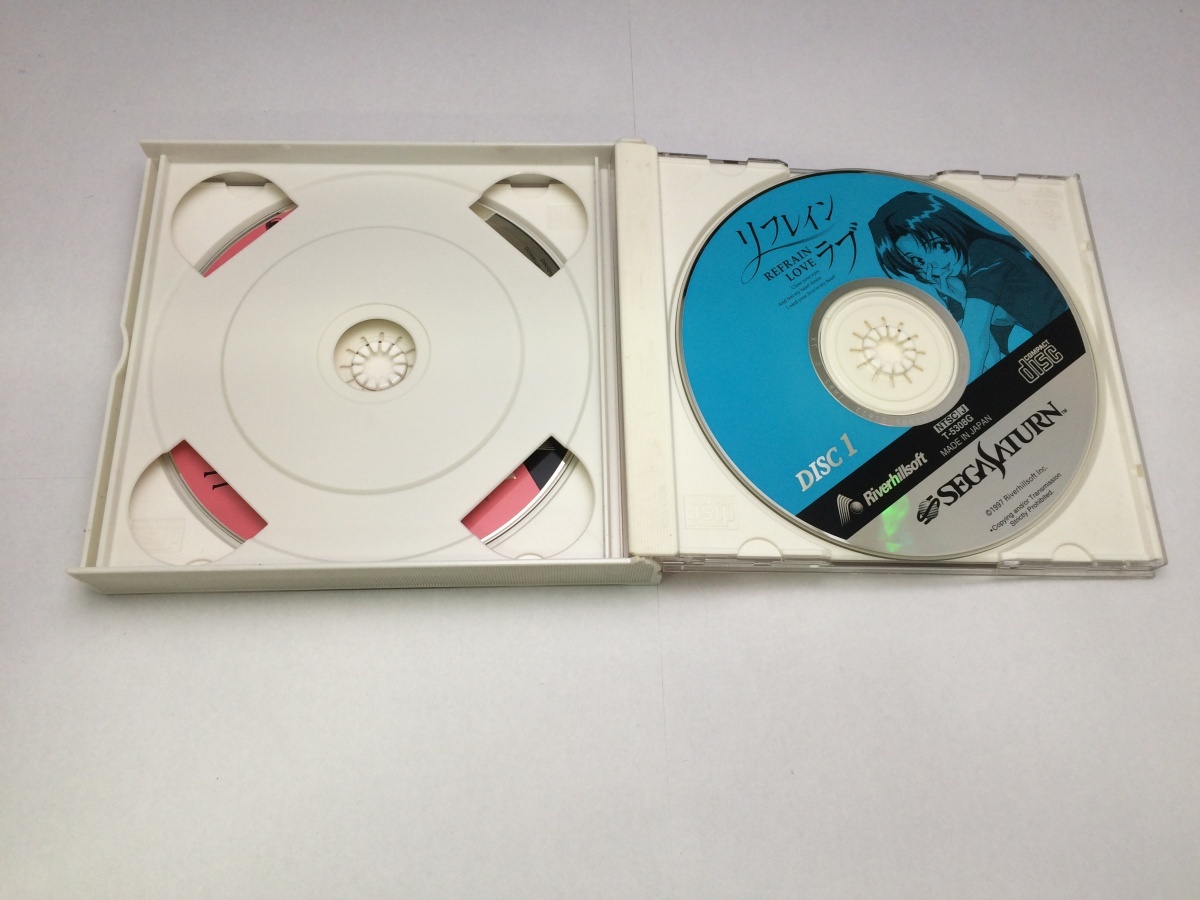 リフレイン
ラブ
REFRAIN
LOVE
COMPACT
disc
NTSC J
T-5308G
MADE IN JAPAN
DISC 1
Riverhillsoft
SEGA SATURN™
©1997 Riverhillsoft Inc.
•Copying and/or Transmission
Strictly Prohibited.